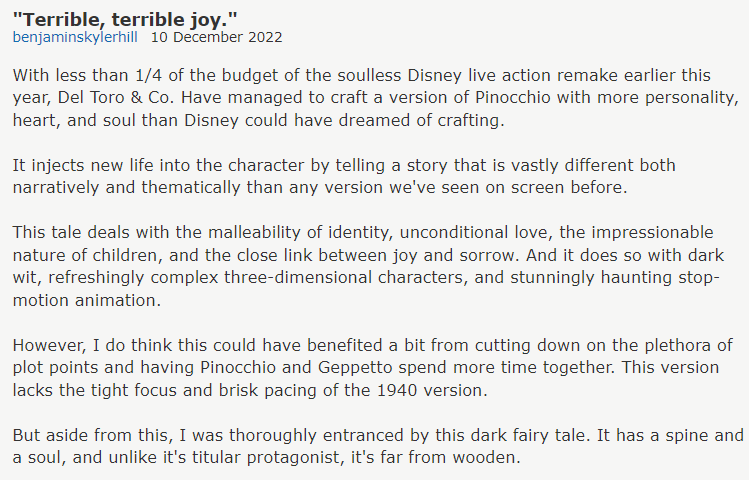 "Terrible, terrible joy."
benjaminskylerhill 10 December 2022
With less than 1/4 of the budget of the soulless Disney live action remake earlier this
year, Del Toro & Co. Have managed to craft a version of Pinocchio with more personality,
heart, and soul than Disney could have dreamed of crafting.
It injects new life into the character by telling a story that is vastly different both
narratively and thematically than any version we've seen on screen before.
This tale deals with the malleability of identity, unconditional love, the impressionable
nature of children, and the close link between joy and sorrow. And it does so with dark
wit, refreshingly complex three-dimensional characters, and stunningly haunting stop-
motion animation.
However, I do think this could have benefited a bit from cutting down on the plethora of
plot points and having Pinocchio and Geppetto spend more time together. This version
lacks the tight focus and brisk pacing of the 1940 version.
But aside from this, I was thoroughly entranced by this dark fairy tale. It has a spine and
a soul, and unlike it's titular protagonist, it's far from wooden.